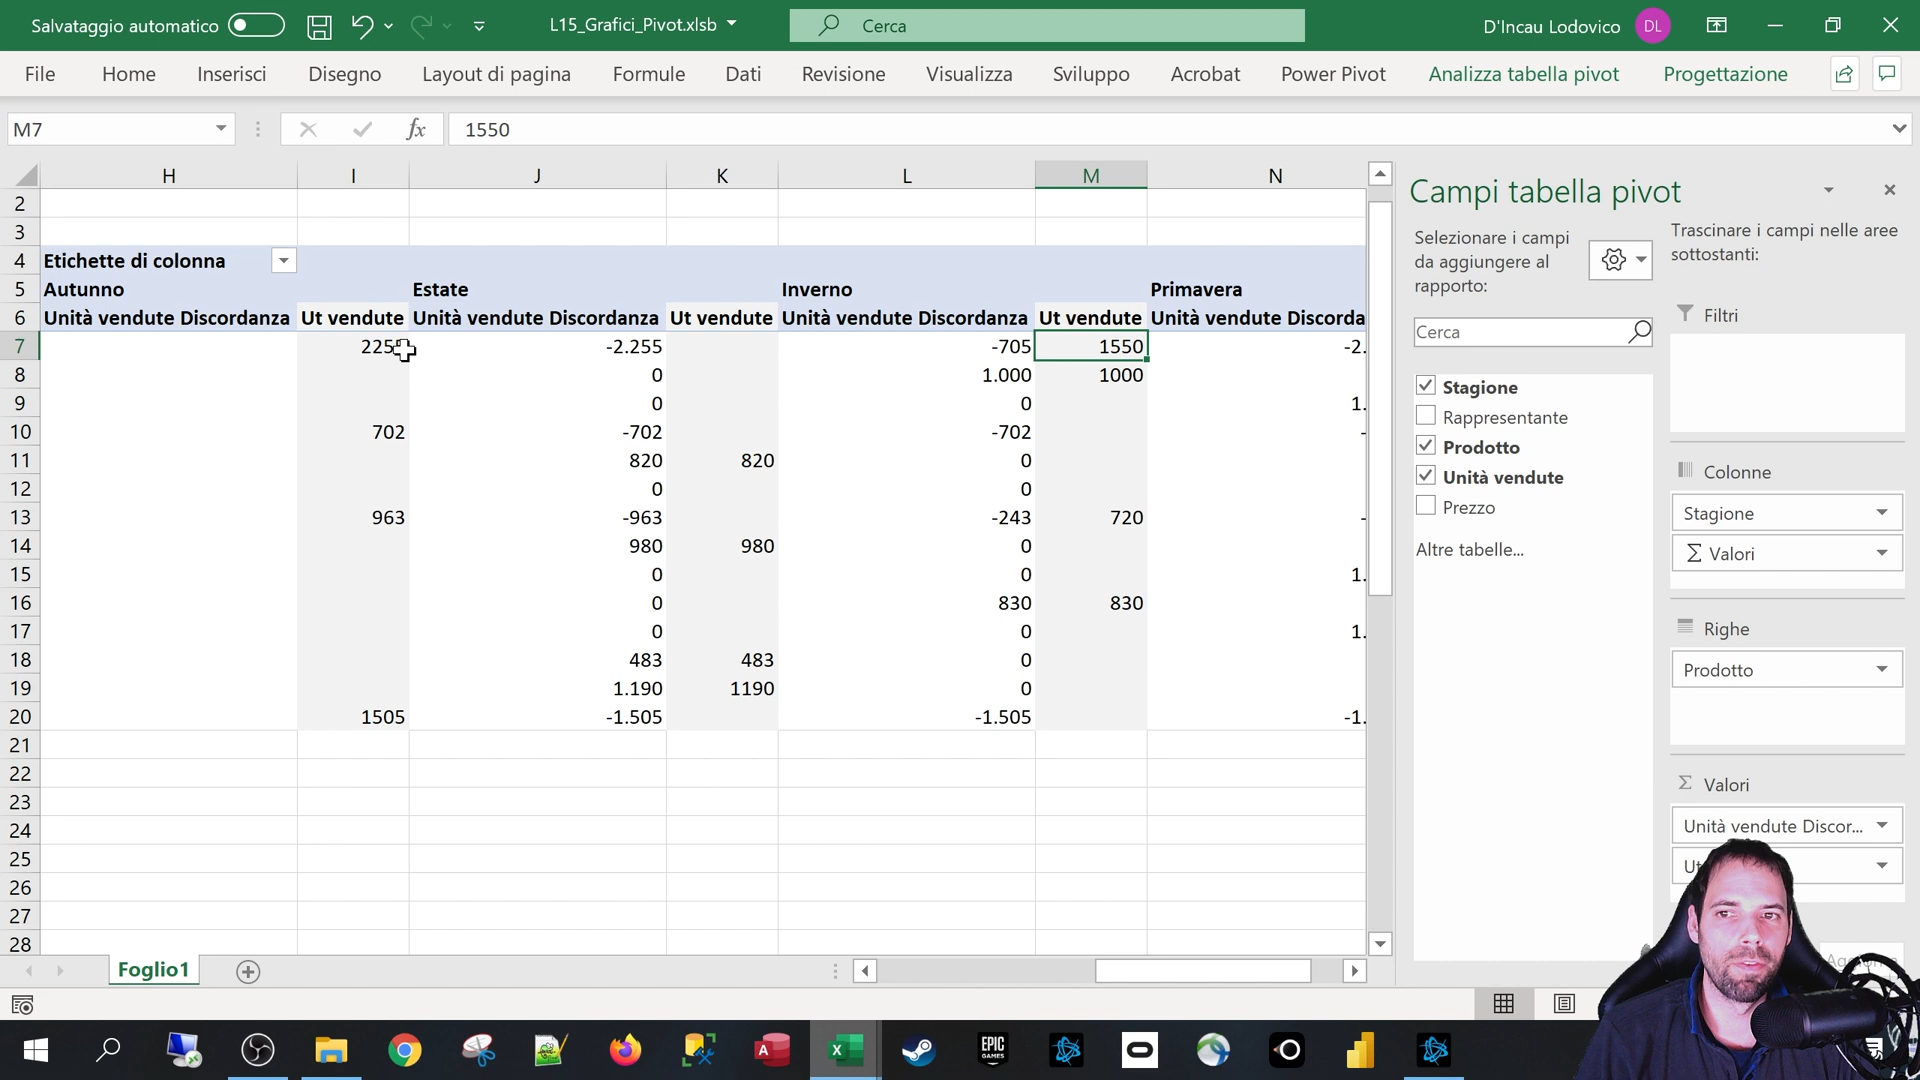 Salvataggio automatico
L15_Grafici_Pivot.xlsb
Cerca
D'Incau Lodovico
DL
File Home Inserisci Disegno Layout di pagina Formule Dati Revisione Visualizza Sviluppo Acrobat Power Pivot Analizza tabella pivot Progettazione
M7 fx 1550
H I J K L M N
2
3
4 Etichette di colonna
5 Autunno Estate Inverno Primavera
6 Unità vendute Discordanza Ut vendute Unità vendute Discordanza Ut vendute Unità vendute Discordanza Ut vendute Unità vendute Discorda
7 -2.255 -705 1550 -2.
8 0 1.000 1000
9 0 0 1.
10 702 -702 -702 -
11 820 820 0
12 0 0
13 963 -963 -243 720 -
14 980 980 0
15 0 0 1.
16 0 830 830
17 0 0 1.
18 483 483 0
19 1.190 1190 0
20 1505 -1.505 -1.505 -1.
21
22
23
24
25
26
27
28
Foglio1
Campi tabella pivot
Selezionare i campi
da aggiungere al
rapporto:
Cerca
Stagione
Rappresentante
Prodotto
Unità vendute
Prezzo
Altre tabelle...
Trascinare i campi nelle aree
sottostanti:
Filtri
Colonne
Stagione
Σ Valori
Righe
Prodotto
Σ Valori
Unità vendute Discor...
EPIC
GAMES